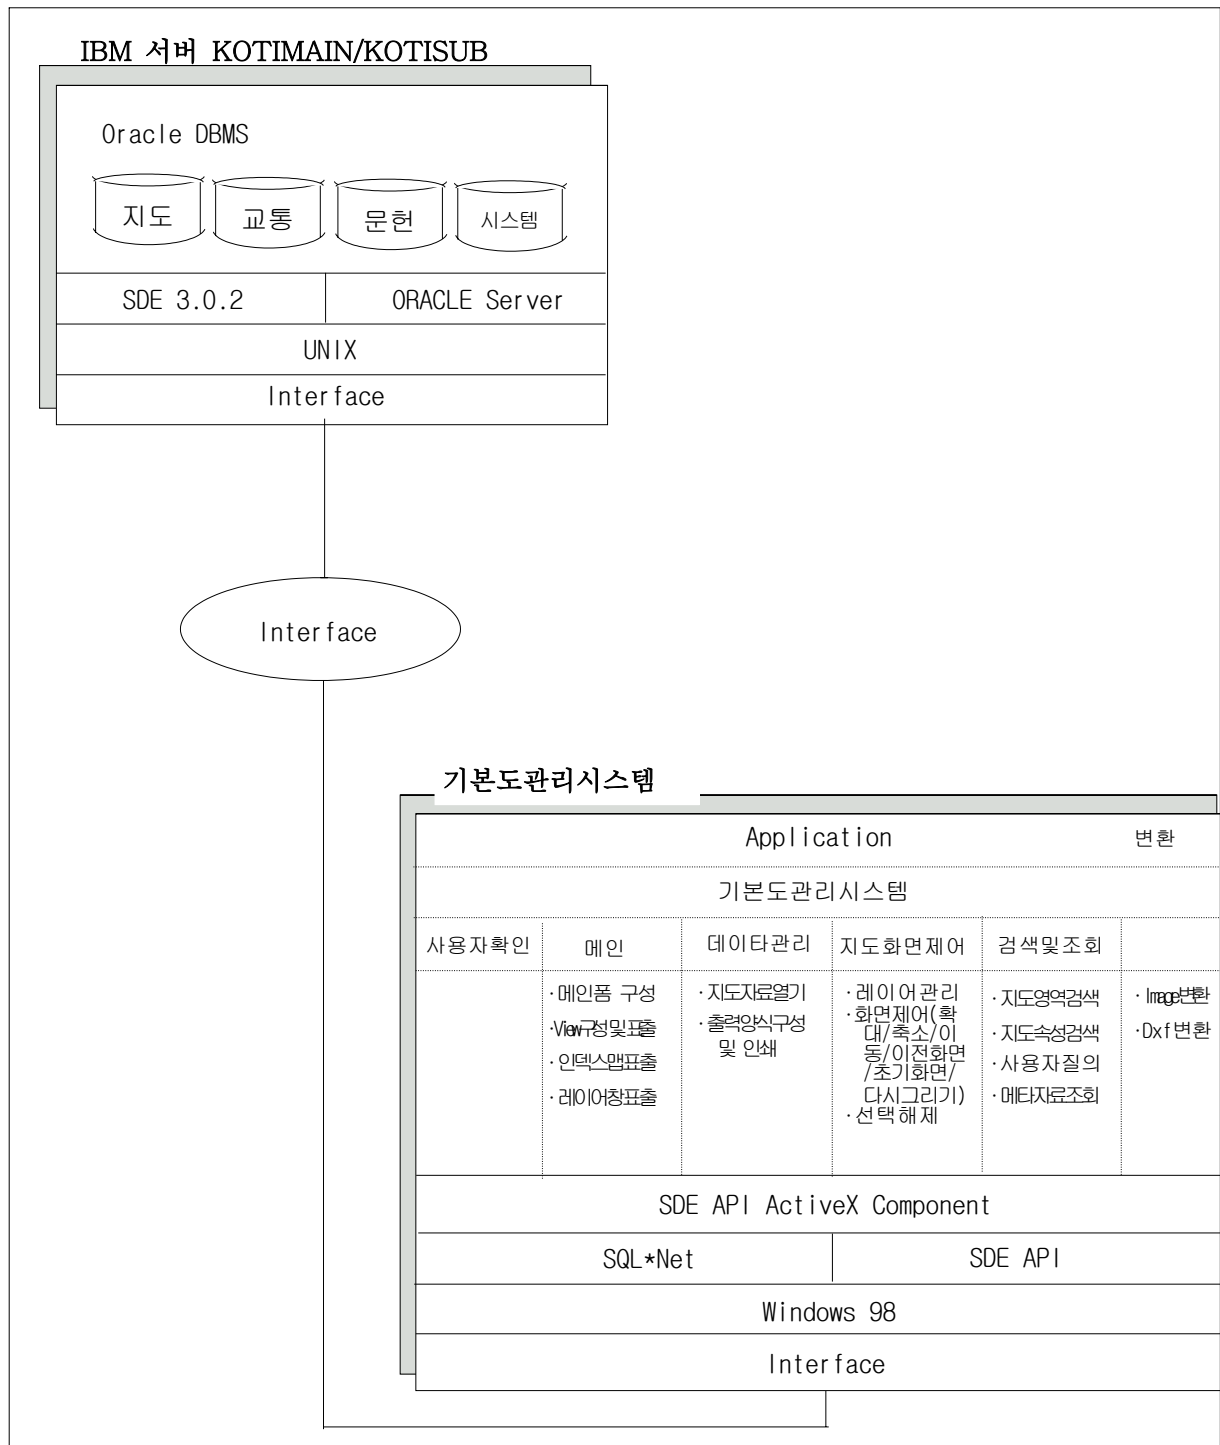 IBM 서버 KOTIMAIN/KOTISUB
Oracle DBMS
지도 교통 문헌 시스템
SDE 3.0.2 ORACLE Server
UNIX
Interface
Interface
기본도관리시스템
Application 변환
기본도관리시스템
사용자확인 메인 데이타관리 지도화면제어 검색및조회
·메인폼 구성
·View구성및표출
·인덱스맵표출
·레이어창표출
·지도자료열기
·출력양식구성
및 인쇄
·레이어관리
·화면제어(확
대/축소/이
동/이전화면
/초기화면/
다시그리기)
·선택해제
·지도영역검색
·지도속성검색
·사용자질의
·메타자료조회
·Image변환
·Dxf변환
SDE API ActiveX Component
SQL*Net SDE API
Windows 98
Interface